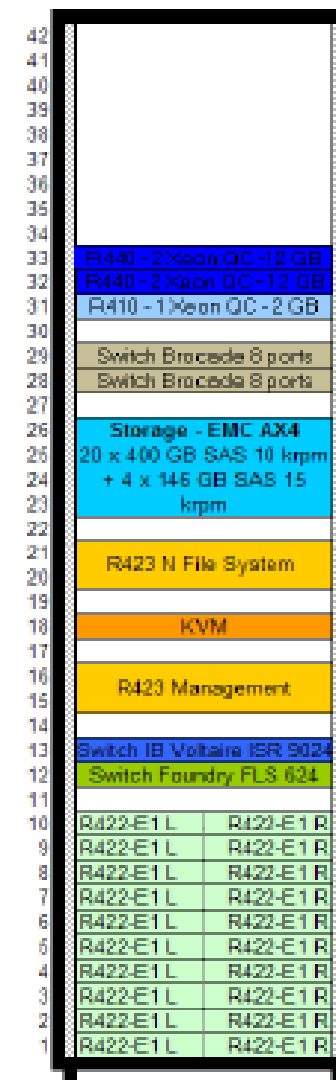 42
41
40
39
38
37
36
35
34
33 R440 - 2 Xeon QC -12 GB
32 R440 - 2 Xeon QC -12 GB
31 R410 - 1 Xeon QC - 2 GB
30
29 Switch Brocade 8 ports
28 Switch Brocade 8 ports
27
26 Storage - EMC AX4
25 20 x 400 GB SAS 10 krpm
24 + 4 x 146 GB SAS 15
23 krpm
22
21
R423 N File System
20
19
18 KVM
17
16
R423 Management
15
14
13 Switch IB Voltaire ISR 9024
12 Switch Foundry FLS 624
11
10 R422-E1 L R422-E1 R
9 R422-E1 L R422-E1 R
8 R422-E1 L R422-E1 R
7 R422-E1 L R422-E1 R
6 R422-E1 L R422-E1 R
5 R422-E1 L R422-E1 R
4 R422-E1 L R422-E1 R
3 R422-E1 L R422-E1 R
2 R422-E1 L R422-E1 R
1 R422-E1 L R422-E1 R